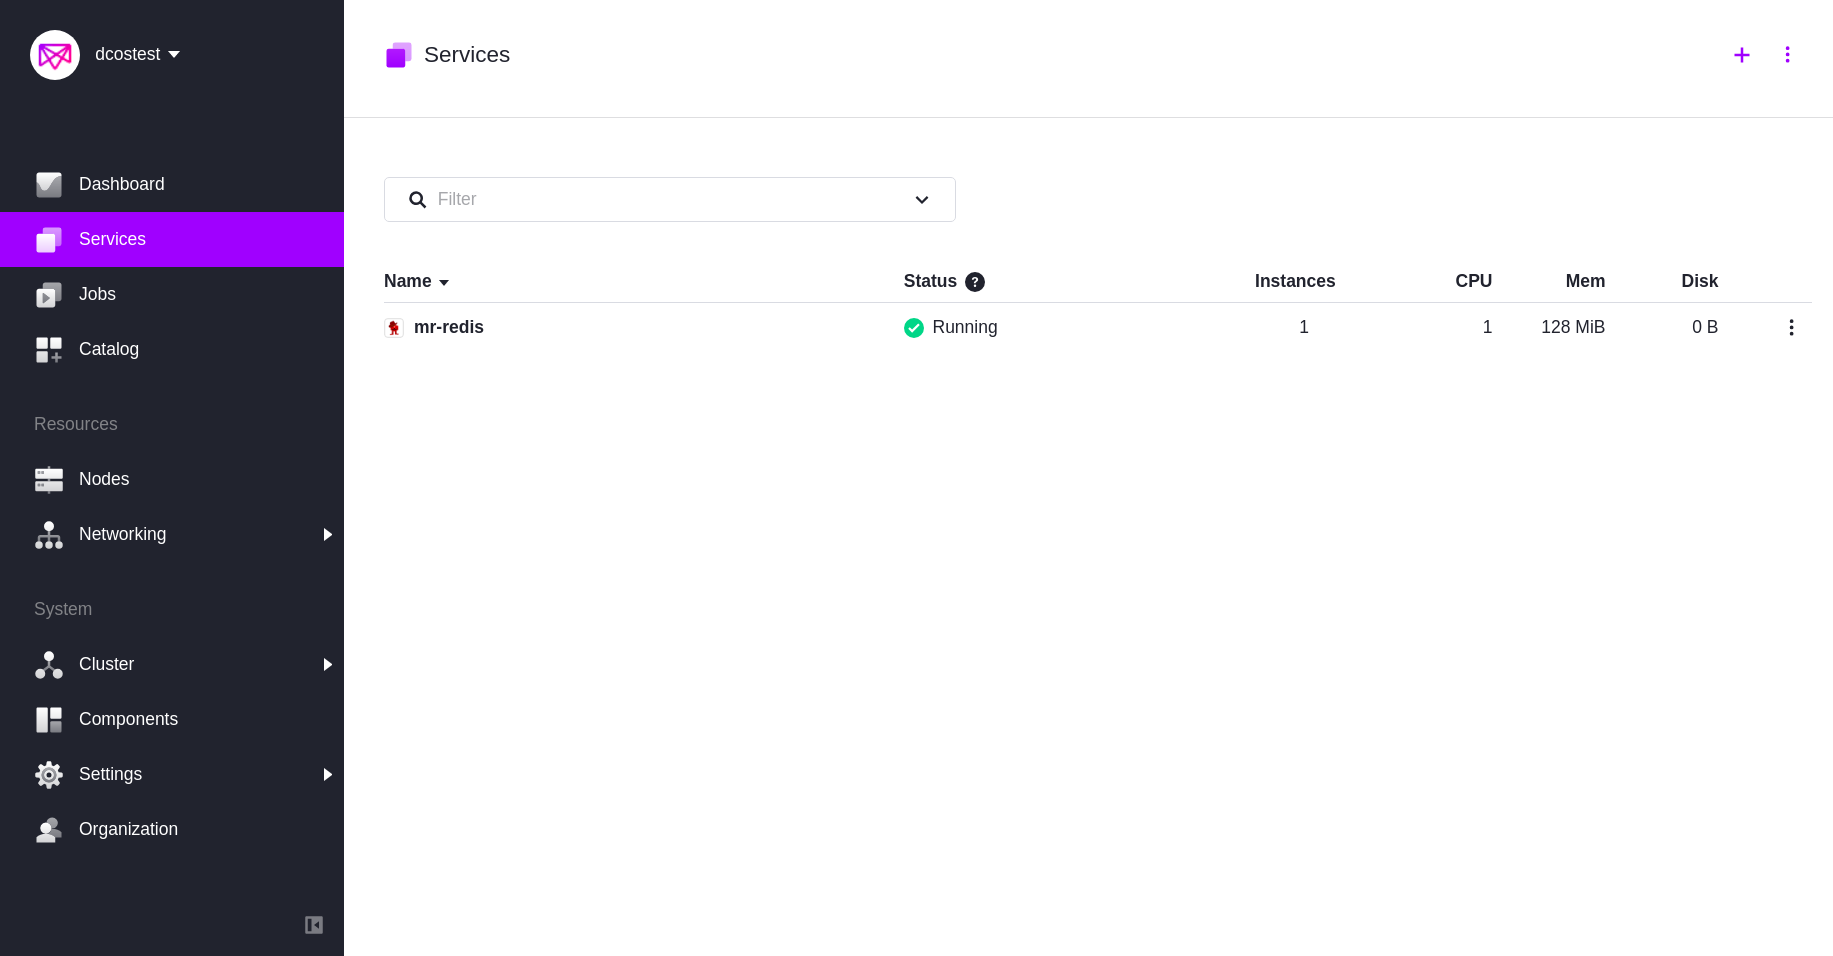 dcostest
Services
Dashboard
Services
Jobs
Catalog
Resources
Nodes
Networking
System
Cluster
Components
Settings
Organization
Filter
Name Status ? Instances CPU Mem Disk
mr-redis Running 1 1 128 MiB 0 B